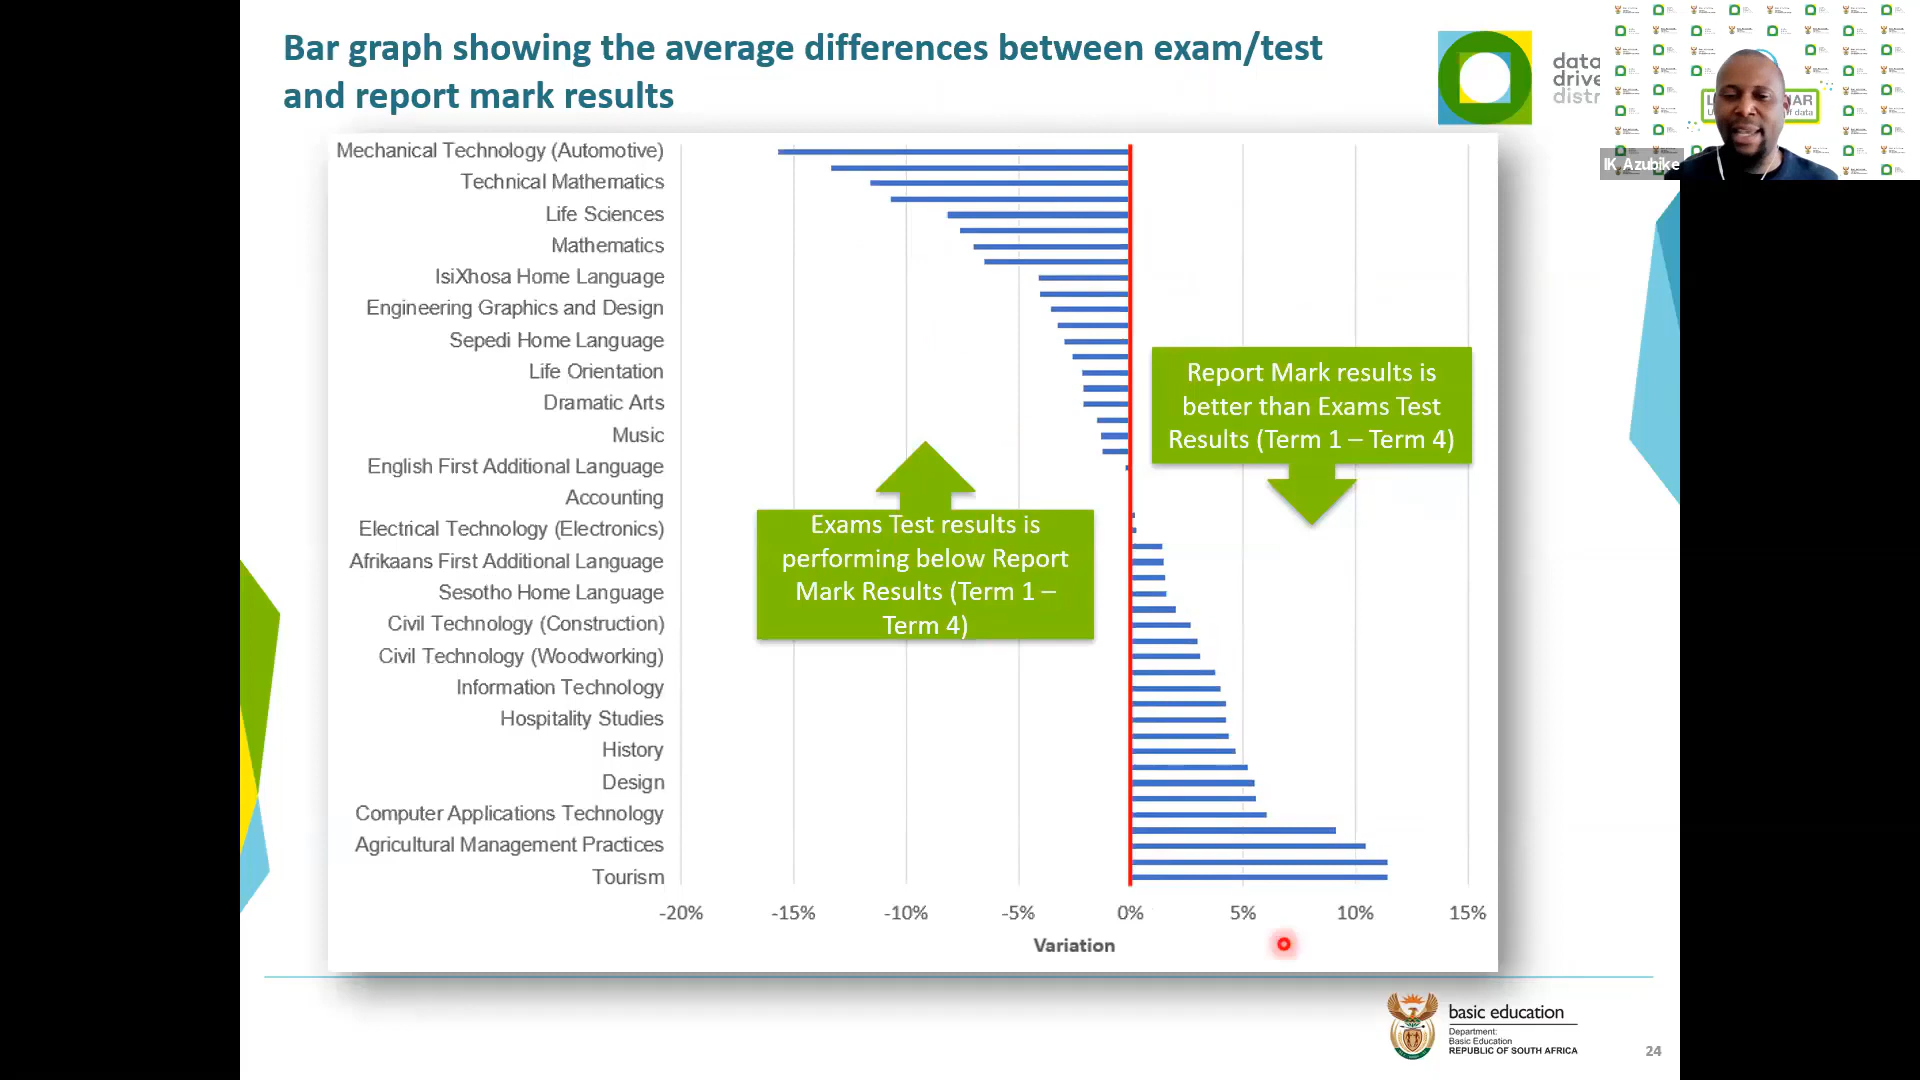 Bar graph showing the average differences between exam/test
and report mark results
data
drive
distr
IK_Azubike
Mechanical Technology (Automotive)
Technical Mathematics
Life Sciences
Mathematics
IsiXhosa Home Language
Engineering Graphics and Design
Sepedi Home Language
Life Orientation
Dramatic Arts
Music
English First Additional Language
Accounting
Electrical Technology (Electronics)
Afrikaans First Additional Language
Sesotho Home Language
Civil Technology (Construction)
Civil Technology (Woodworking)
Information Technology
Hospitality Studies
History
Design
Computer Applications Technology
Agricultural Management Practices
Tourism
Exams Test results is
performing below Report
Mark Results (Term 1 –
Term 4)
Report Mark results is
better than Exams Test
Results (Term 1 – Term 4)
-20% -15% -10% -5% 0% 5% 10% 15%
Variation
basic education
Department:
Basic Education
REPUBLIC OF SOUTH AFRICA
24